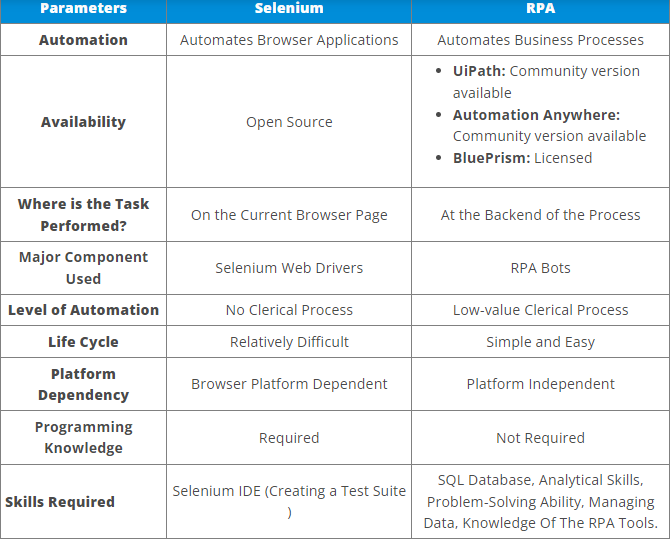 Parameters Selenium RPA
Automation Automates Browser Applications Automates Business Processes
Availability Open Source
UiPath: Community version
available
Automation Anywhere:
Community version available
BluePrism: Licensed
Where is the Task
Performed?
On the Current Browser Page At the Backend of the Process
Major Component
Used
Selenium Web Drivers RPA Bots
Level of Automation No Clerical Process Low-value Clerical Process
Life Cycle Relatively Difficult Simple and Easy
Platform
Dependency
Browser Platform Dependent Platform Independent
Programming
Knowledge
Required Not Required
Skills Required
Selenium IDE (Creating a Test Suite
)
SQL Database, Analytical Skills,
Problem-Solving Ability, Managing
Data, Knowledge Of The RPA Tools.